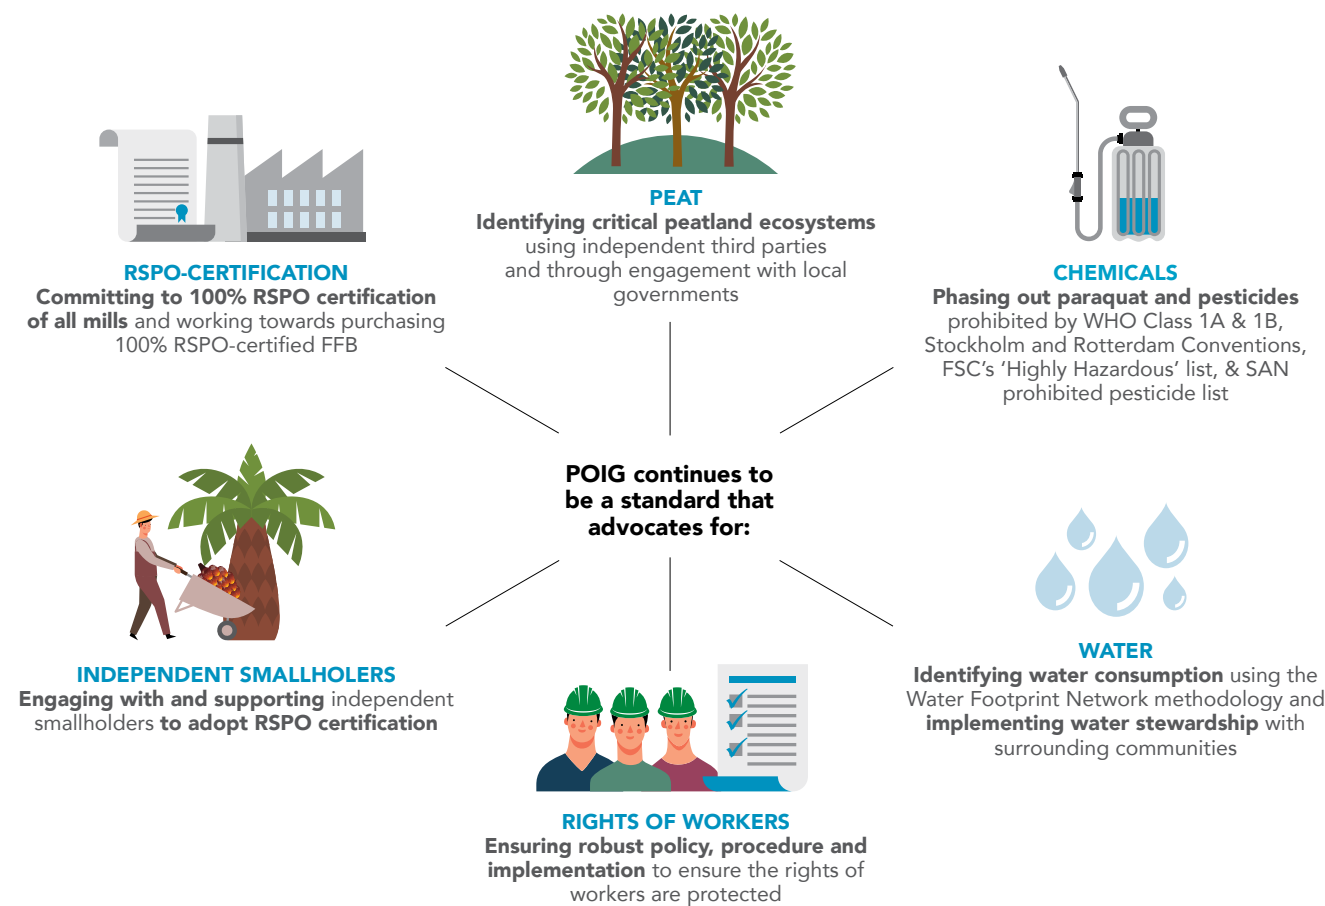 PEAT
Identifying critical peatland ecosystems
using independent third parties
and through engagement with local
governments
RSPO-CERTIFICATION
Committing to 100% RSPO certification
of all mills and working towards purchasing
100% RSPO-certified FFB
CHEMICALS
Phasing out paraquat and pesticides
prohibited by WHO Class 1A & 1B,
Stockholm and Rotterdam Conventions,
FSC's ‘Highly Hazardous’ list, & SAN
prohibited pesticide list
POIG continues to
be a standard that
advocates for:
INDEPENDENT SMALLHOLERS
Engaging with and supporting independent
smallholders to adopt RSPO certification
WATER
Identifying water consumption using the
Water Footprint Network methodology and
implementing water stewardship with
surrounding communities
RIGHTS OF WORKERS
Ensuring robust policy, procedure and
implementation to ensure the rights of
workers are protected